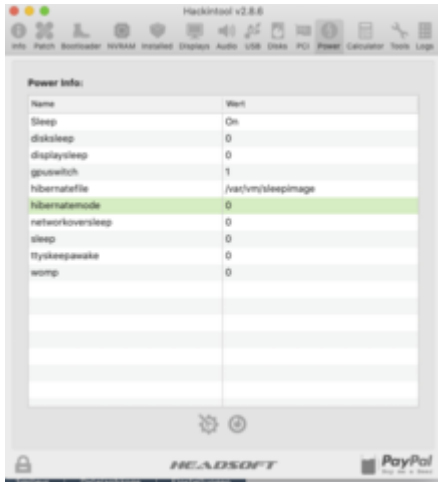 Hackintool v2.8.6
Info Patch Bootloader NVRAM Installed Displays Audio USB Disks PCI Power Calculator Tools Logs
Power Info:
Name Wert
Sleep On
disksleep 0
displaysleep 0
gpuswitch 1
hibernatefile /var/vm/sleepimage
hibernatemode 0
networkoversleep 0
sleep 0
ttyskeepawake 0
womp 0
HEADSOFT
PayPal